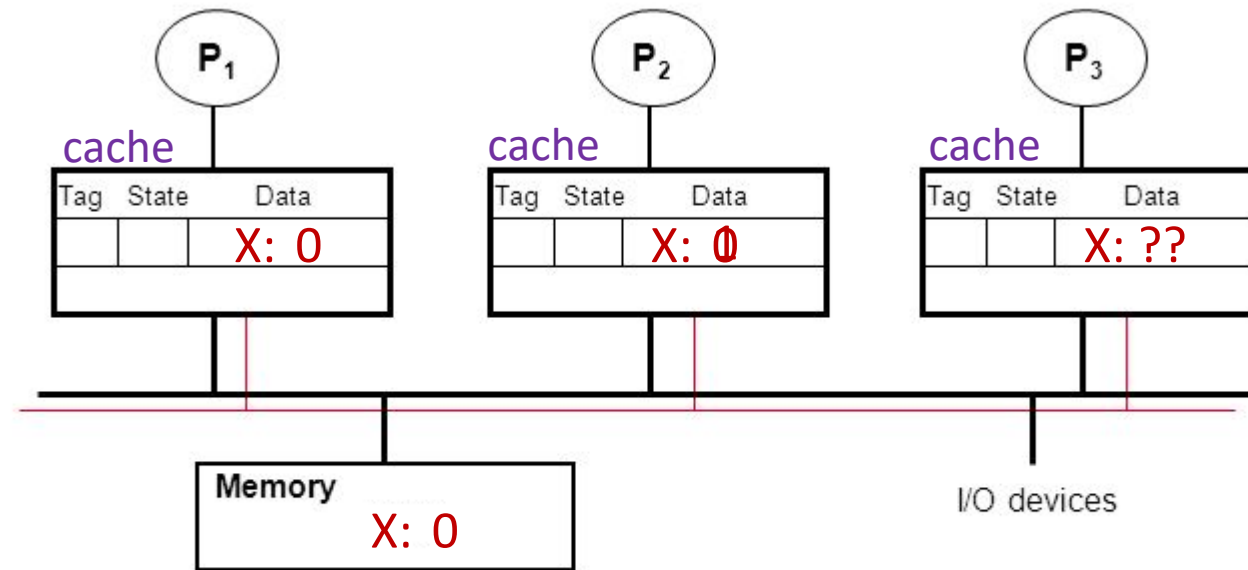 P1 P2 P3
cache cache cache
Tag State Data Tag State Data Tag State Data
X: 0 X: X: ??
Memory
I/O devices
X: 0